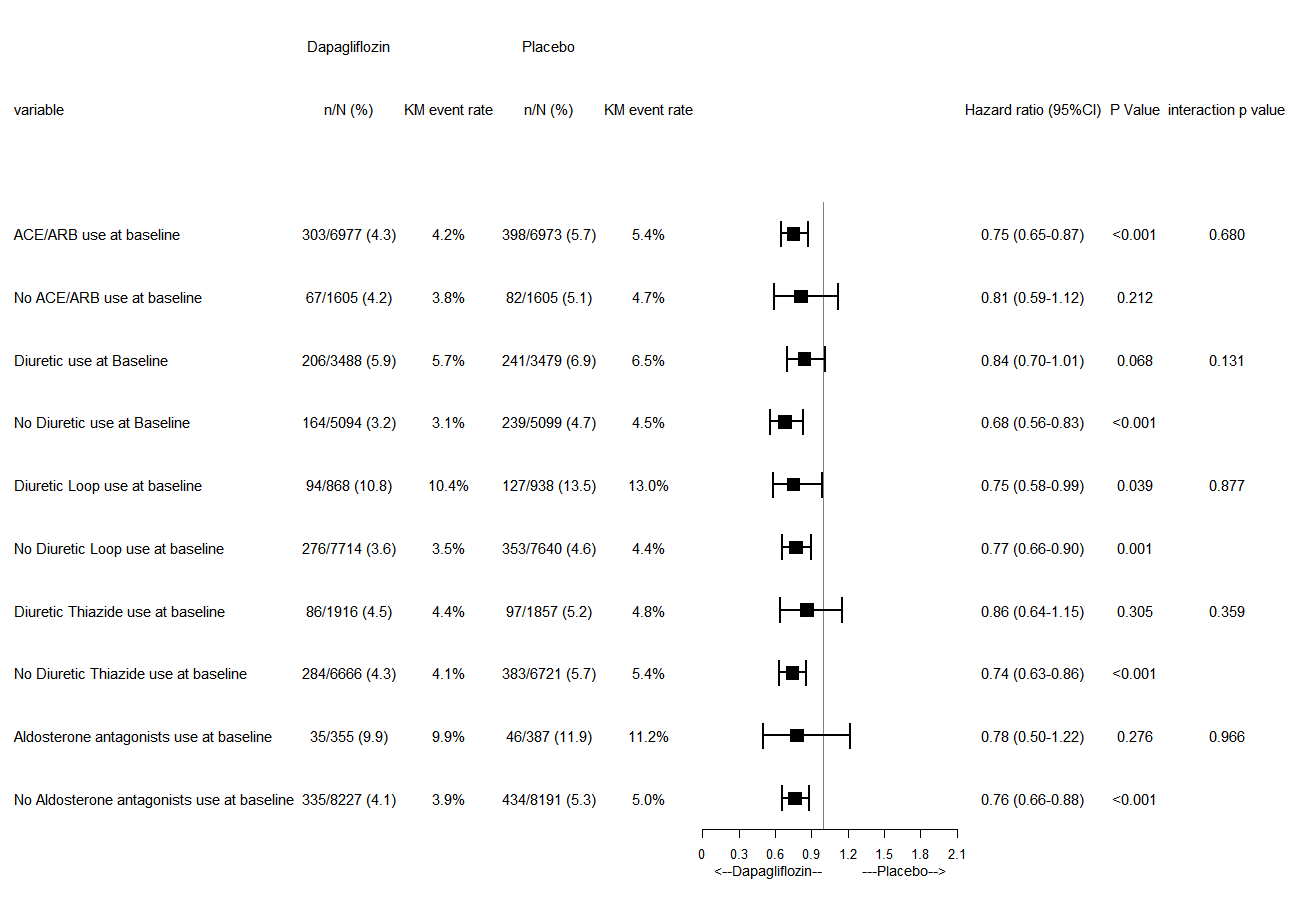 Dapagliflozin Placebo
variable n/N (%) KM event rate n/N (%) KM event rate Hazard ratio (95%CI) P Value interaction p value
ACE/ARB use at baseline 303/6977 (4.3) 4.2% 398/6973 (5.7) 5.4% 0.75 (0.65-0.87) <0.001 0.680
No ACE/ARB use at baseline 67/1605 (4.2) 3.8% 82/1605 (5.1) 4.7% 0.81 (0.59-1.12) 0.212
Diuretic use at Baseline 206/3488 (5.9) 5.7% 241/3479 (6.9) 6.5% 0.84 (0.70-1.01) 0.068 0.131
No Diuretic use at Baseline 164/5094 (3.2) 3.1% 239/5099 (4.7) 4.5% 0.68 (0.56-0.83) <0.001
Diuretic Loop use at baseline 94/868 (10.8) 10.4% 127/938 (13.5) 13.0% 0.75 (0.58-0.99) 0.039 0.877
No Diuretic Loop use at baseline 276/7714 (3.6) 3.5% 353/7640 (4.6) 4.4% 0.77 (0.66-0.90) 0.001
Diuretic Thiazide use at baseline 86/1916 (4.5) 4.4% 97/1857 (5.2) 4.8% 0.86 (0.64-1.15) 0.305 0.359
No Diuretic Thiazide use at baseline 284/6666 (4.3) 4.1% 383/6721 (5.7) 5.4% 0.74 (0.63-0.86) <0.001
Aldosterone antagonists use at baseline 35/355 (9.9) 9.9% 46/387 (11.9) 11.2% 0.78 (0.50-1.22) 0.276 0.966
No Aldosterone antagonists use at baseline 335/8227 (4.1) 3.9% 434/8191 (5.3) 5.0% 0.76 (0.66-0.88) <0.001
0 0.3 0.6 0.9 1.2 1.5 1.8 2.1
<--Dapagliflozin-- ---Placebo-->